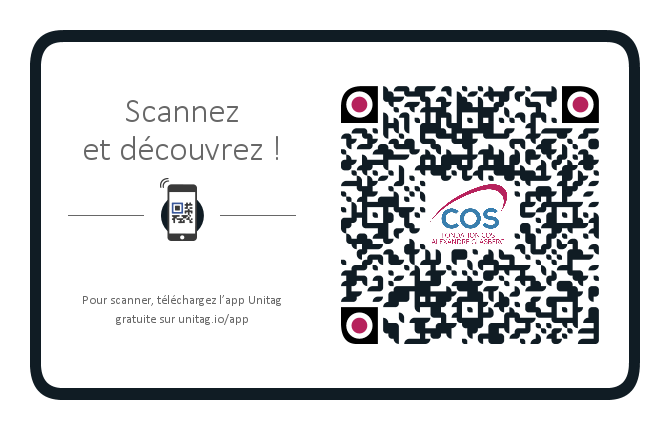 Scannez
et découvrez !
Pour scanner, téléchargez l'app Unitag
gratuite sur unitag.io/app
COS
FONDATION COS
ALEXANDRE GLASBERG